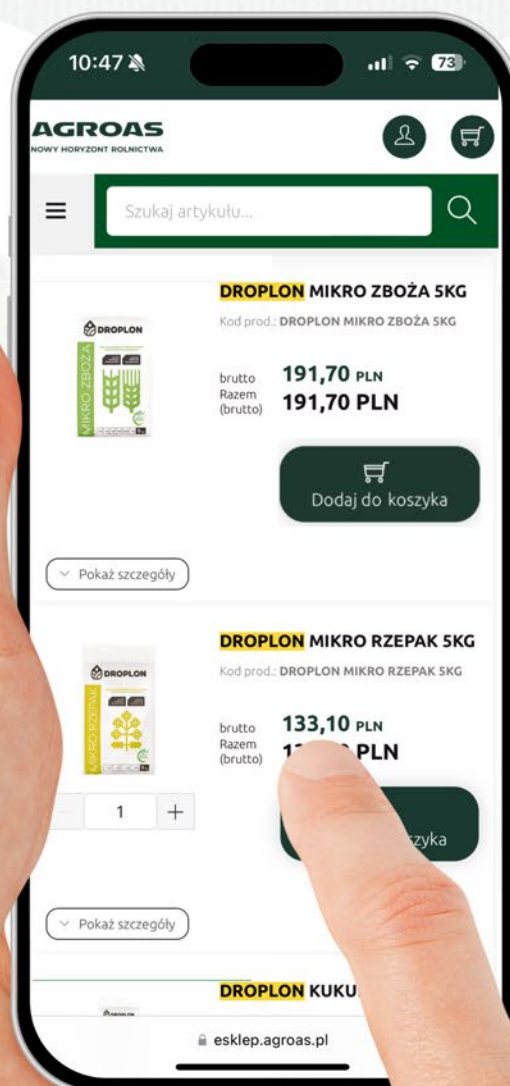 10:47
73
AGROAS
NOWY HORYZONT ROLNICTWA
Szukaj artykułu...
DROPLON MIKRO ZBOŻA 5KG
Kod prod.: DROPLON MIKRO ZBOŻA 5KG
DROPLON
MIKRO ZBOŻA
brutto 191,70 PLN
Razem (brutto) 191,70 PLN
Dodaj do koszyka
Pokaż szczegóły
DROPLON MIKRO RZEPAK 5KG
Kod prod.: DROPLON MIKRO RZEPAK 5KG
DROPLON
MIKRO RZEPAK
brutto 133,10 PLN
Razem (brutto) PLN
1
Pokaż szczegóły
DROPLON
esklep.agroas.pl